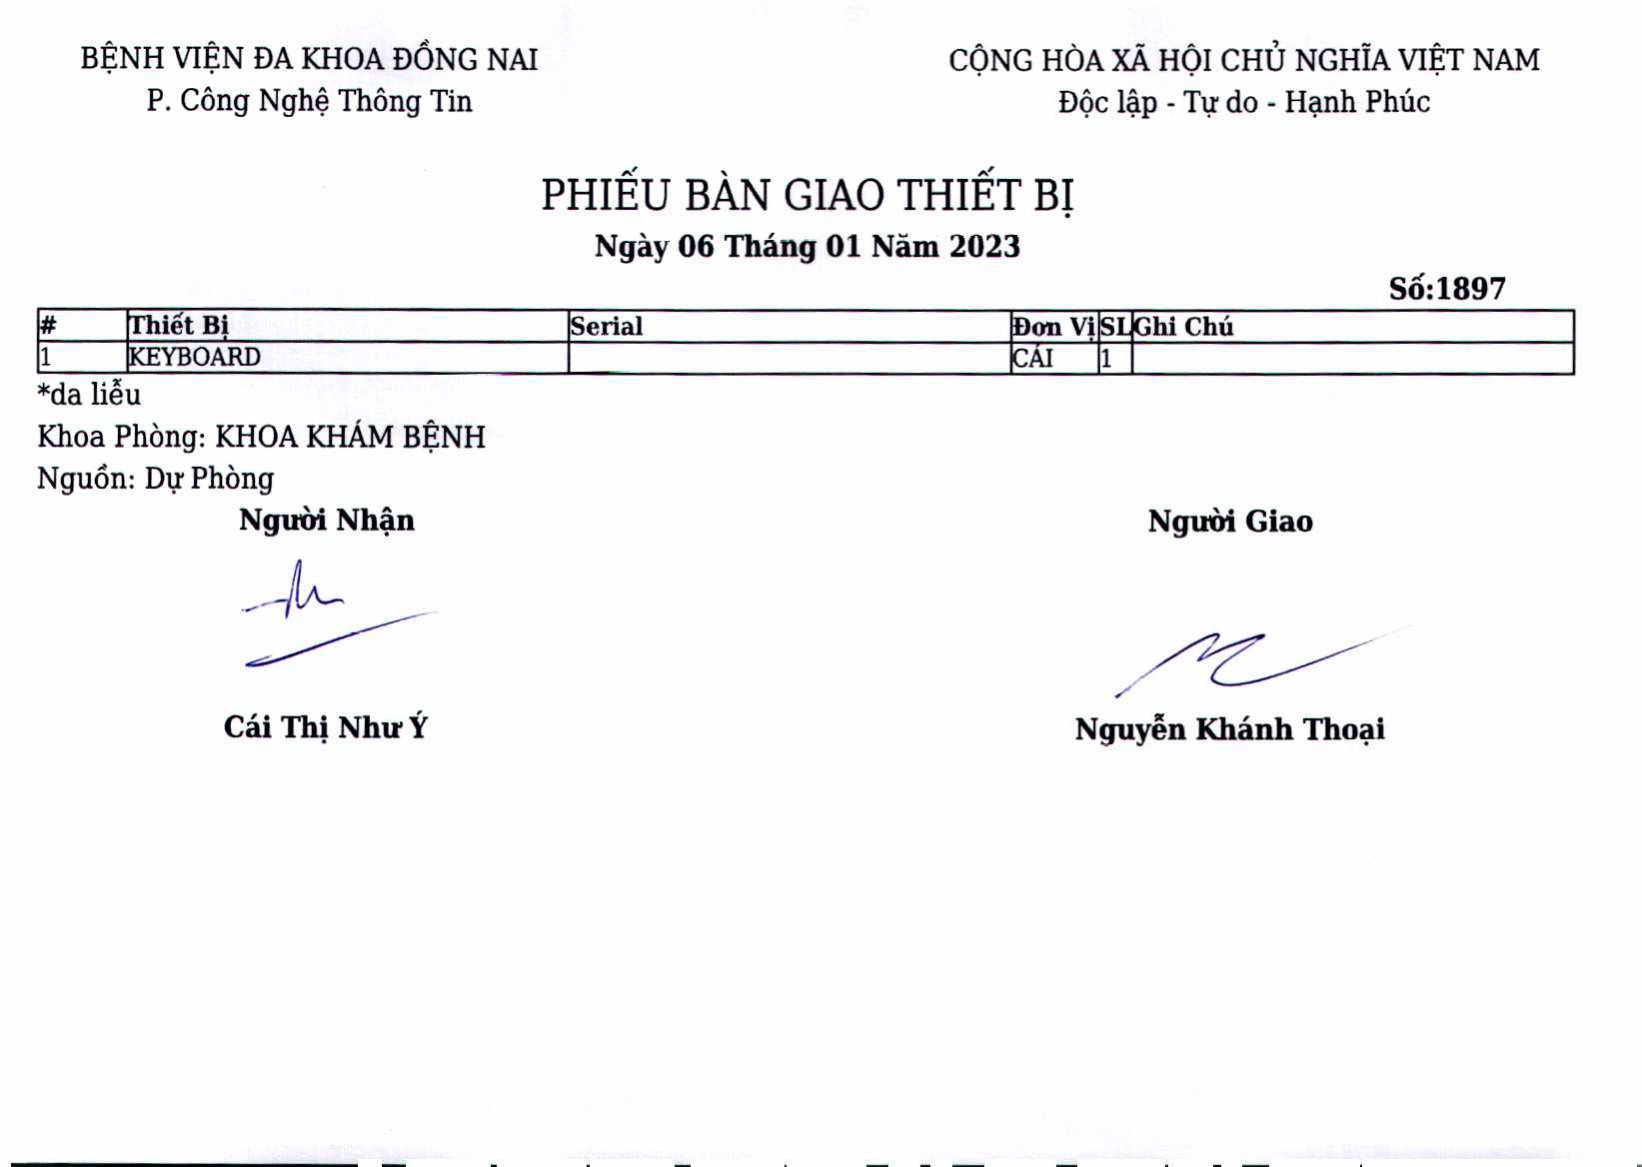 BỆNH VIỆN ĐA KHOA ĐỒNG NAI
P. Công Nghệ Thông Tin
CỘNG HÒA XÃ HỘI CHỦ NGHĨA VIỆT NAM
Độc lập - Tự do - Hạnh Phúc
PHIẾU BÀN GIAO THIẾT BỊ
Ngày 06 Tháng 01 Năm 2023
Số:1897
# Thiết Bị Serial Đơn Vị SL Ghi Chú
1 KEYBOARD CÁI 1
*da liễu
Khoa Phòng: KHOA KHÁM BỆNH
Nguồn: Dự Phòng
Người Nhận Người Giao
Cái Thị Như Ý Nguyễn Khánh Thoại